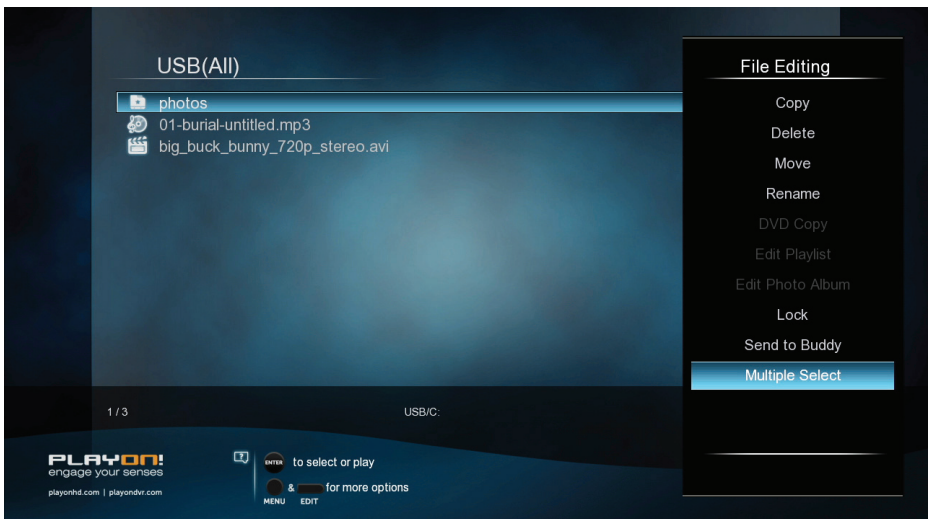 USB(All)
photos
01-burial-untitled.mp3
big_buck_bunny_720p_stereo.avi
File Editing
Copy
Delete
Move
Rename
DVD Copy
Edit Playlist
Edit Photo Album
Lock
Send to Buddy
Multiple Select
1 / 3
USB/C:
PLAYON!
engage your senses
playonhd.com | playondvr.com
?
ENTER to select or play
& for more options
MENU EDIT